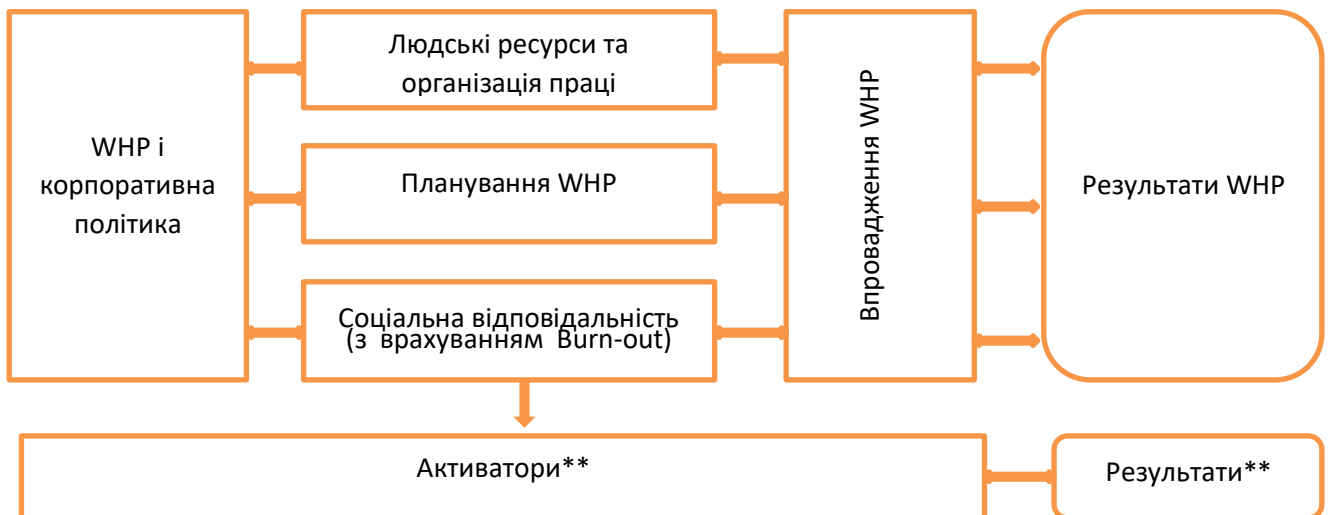 WHP і
корпоративна
політика
Людські ресурси та
організація праці
Планування WHP
Соціальна відповідальність
(з врахуванням Burn-out)
Впровадження WHP
Результати WHP
Активатори**
Результати**